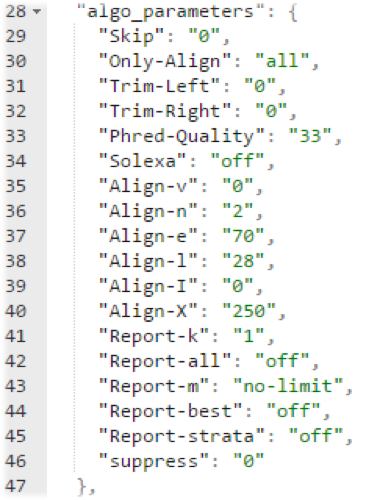 28 "algo_parameters": {
29 "Skip": "0",
30 "Only-Align": "all",
31 "Trim-Left": "0",
32 "Trim-Right": "0",
33 "Phred-Quality": "33",
34 "Solexa": "off",
35 "Align-v": "0",
36 "Align-n": "2",
37 "Align-e": "70",
38 "Align-l": "28",
39 "Align-I": "0",
40 "Align-X": "250",
41 "Report-k": "1",
42 "Report-all": "off",
43 "Report-m": "no-limit",
44 "Report-best": "off",
45 "Report-strata": "off",
46 "suppress": "0"
47 },